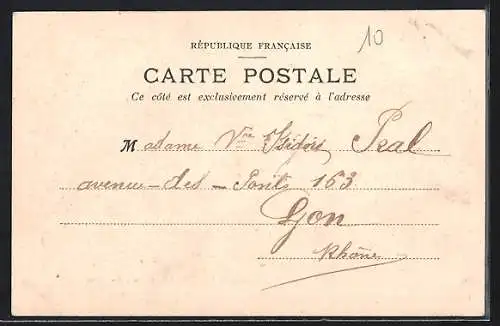 10
RÉPUBLIQUE FRANÇAISE
CARTE POSTALE
Ce côté est exclusivement réservé à l'adresse
Madame Vve
avenue-des-Ponts 163
Lyon
Rhône